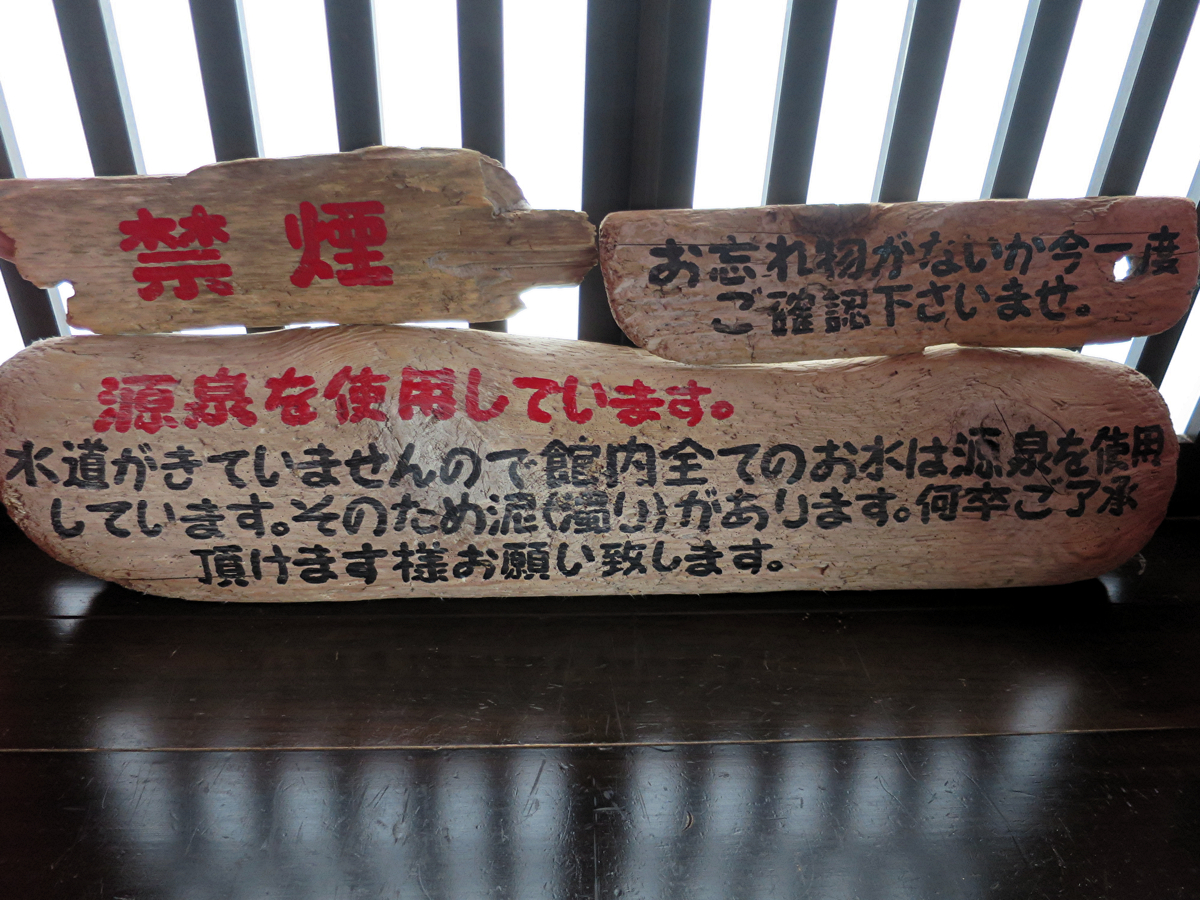 禁煙
お忘れ物がないか今一度
ご確認下さいませ。
源泉を使用しています。
水道がきていませんので館内全てのお水は源泉を使用
しています。そのため泥(濁り)があります。何卒ご了承
頂けます様お願い致します。